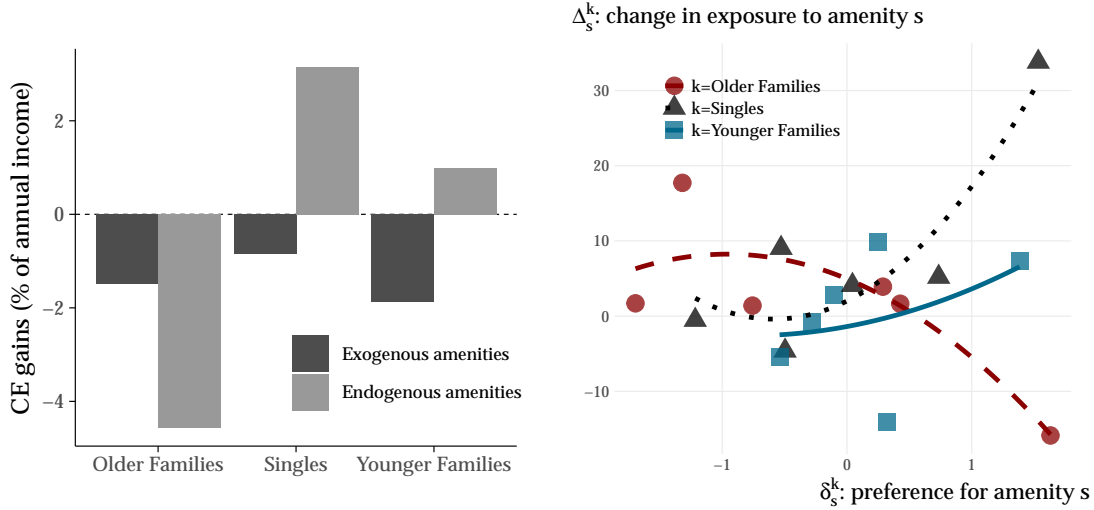 CE gains (% of annual income)
2
0
−2
−4
Exogenous amenities
Endogenous amenities
Older Families
Singles
Younger Families
Δₛᵏ: change in exposure to amenity s
30
20
10
0
−10
k=Older Families
k=Singles
k=Younger Families
−1
0
1
δₛᵏ: preference for amenity s